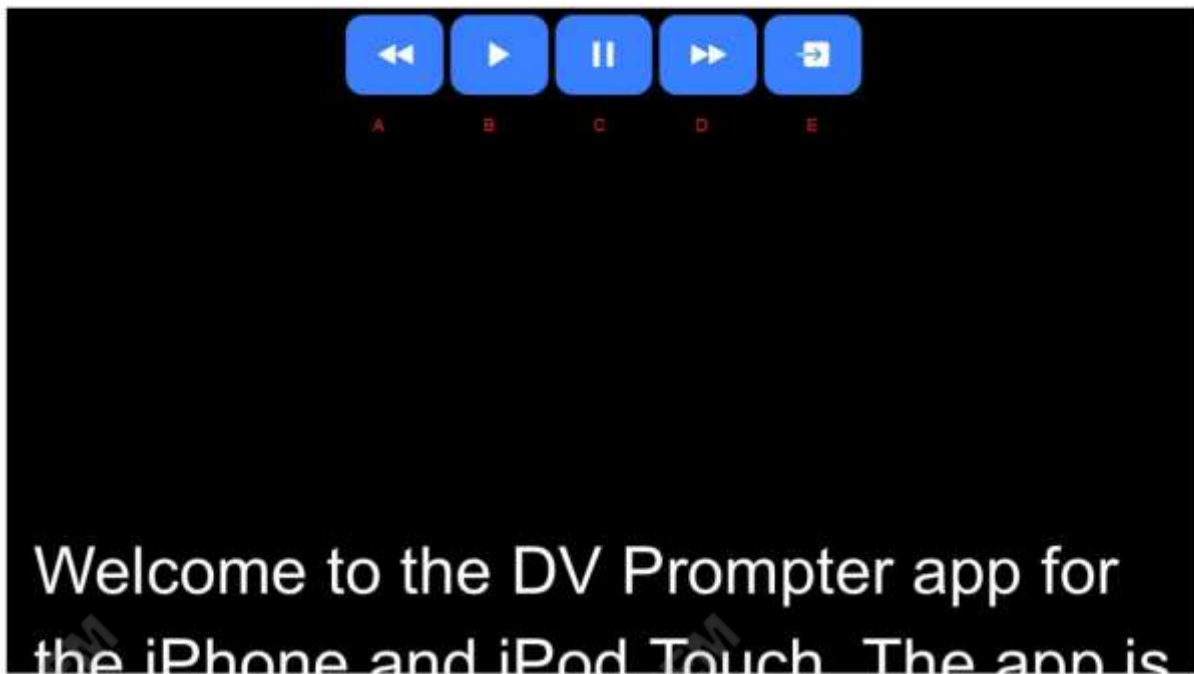 A B C D E
Welcome to the DV Prompter app for
the iPhone and iPod Touch. The app is